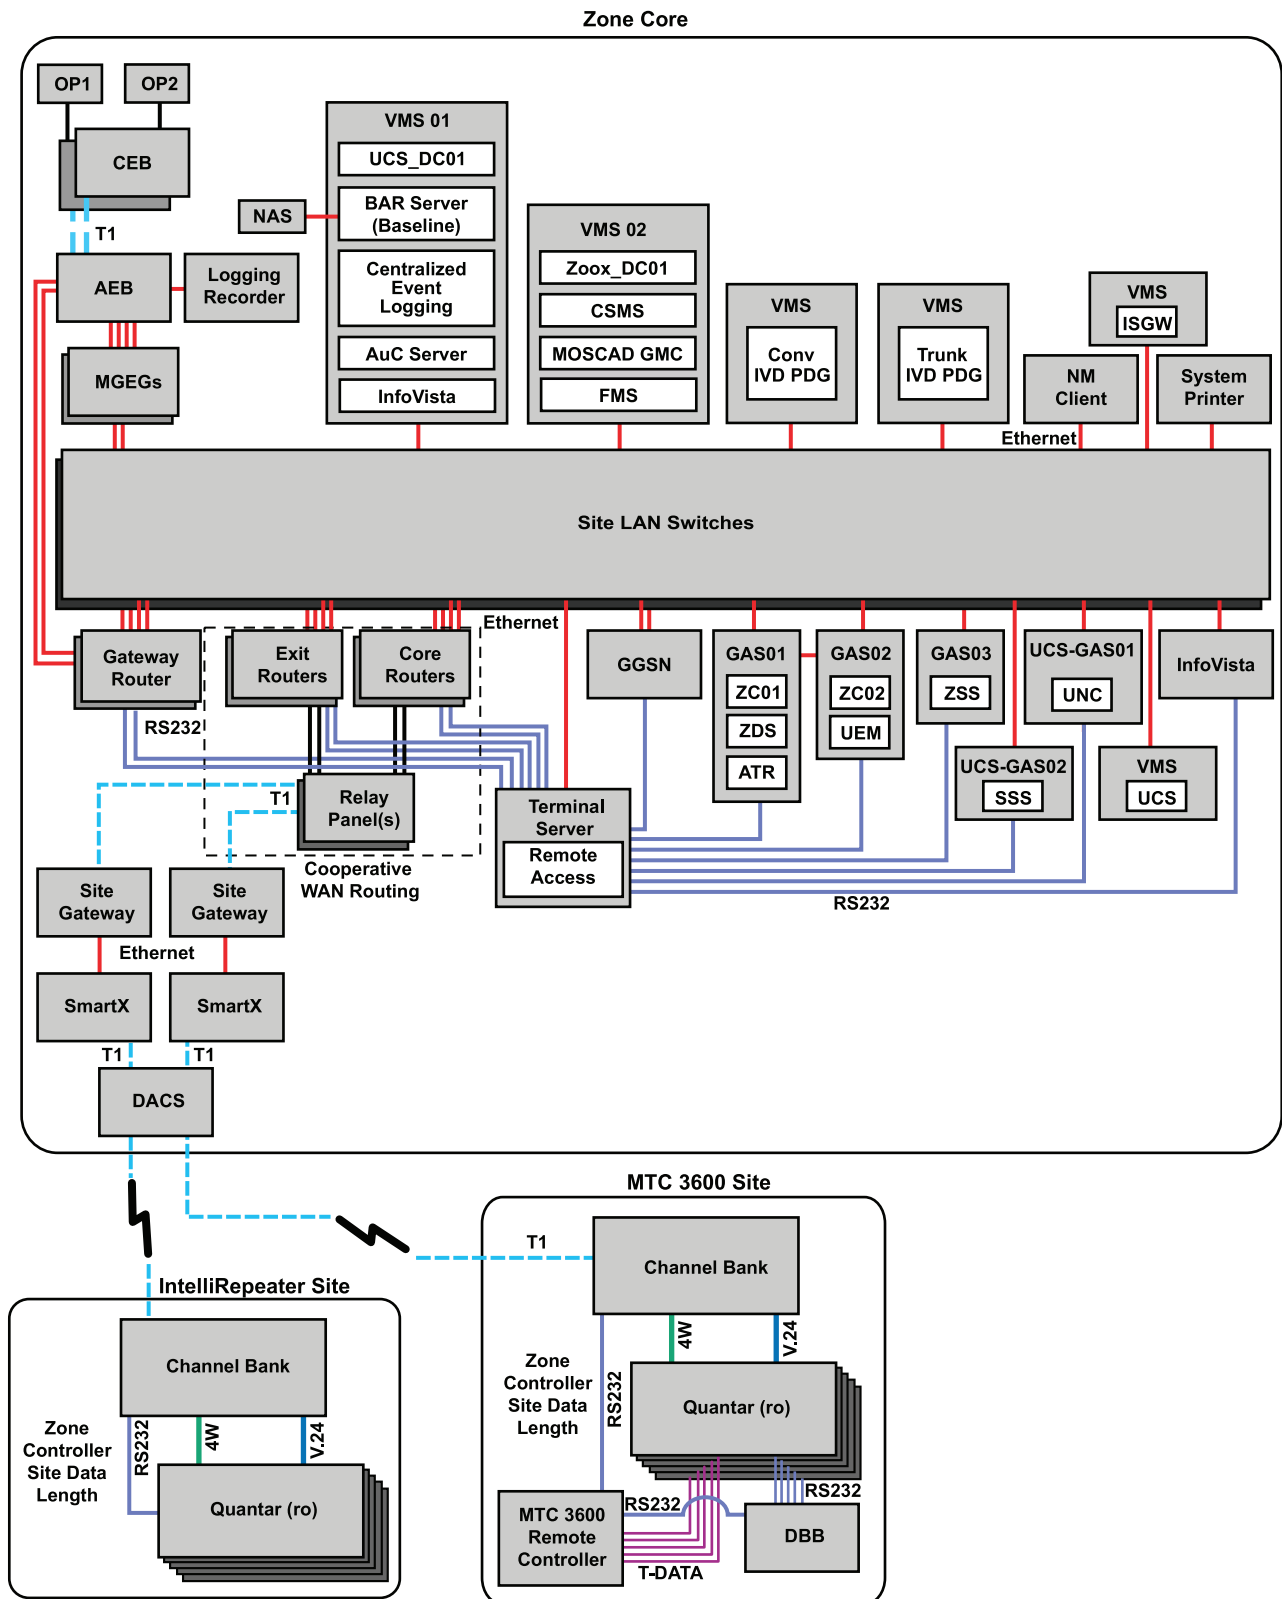 Zone Core
OP1
OP2
CEB
T1
AEB
Logging
Recorder
MGEGs
NAS
VMS 01
UCS_DC01
BAR Server
(Baseline)
Centralized
Event
Logging
AuC Server
InfoVista
VMS 02
Zoox_DC01
CSMS
MOSCAD GMC
FMS
VMS
Conv
IVD PDG
VMS
Trunk
IVD PDG
VMS
ISGW
NM
Client
System
Printer
Ethernet
Site LAN Switches
Ethernet
Gateway
Router
RS232
Exit
Routers
Core
Routers
T1
Relay
Panel(s)
Cooperative
WAN Routing
Terminal
Server
Remote
Access
GGSN
GAS01
ZC01
ZDS
ATR
GAS02
ZC02
UEM
GAS03
ZSS
UCS-GAS01
UNC
InfoVista
UCS-GAS02
SSS
VMS
UCS
RS232
Site
Gateway
Site
Gateway
Ethernet
SmartX
SmartX
T1
T1
DACS
MTC 3600 Site
T1
Channel Bank
Zone
Controller
Site Data
Length
RS232
4W
V.24
Quantar (ro)
RS232
RS232
MTC 3600
Remote
Controller
T-DATA
DBB
IntelliRepeater Site
Channel Bank
Zone
Controller
Site Data
Length
RS232
4W
V.24
Quantar (ro)